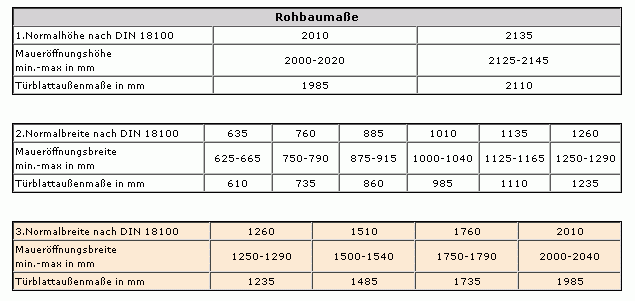 Rohbaumaße
1.Normalhöhe nach DIN 18100 2010 2135
Maueröffnungshöhe
min.-max in mm 2000-2020 2125-2145
Türblattaußenmaße in mm 1985 2110
2.Normalbreite nach DIN 18100 635 760 885 1010 1135 1260
Maueröffnungsbreite
min.-max in mm 625-665 750-790 875-915 1000-1040 1125-1165 1250-1290
Türblattaußenmaße in mm 610 735 860 985 1110 1235
3.Normalbreite nach DIN 18100 1260 1510 1760 2010
Maueröffnungsbreite
min.-max in mm 1250-1290 1500-1540 1750-1790 2000-2040
Türblattaußenmaße in mm 1235 1485 1735 1985